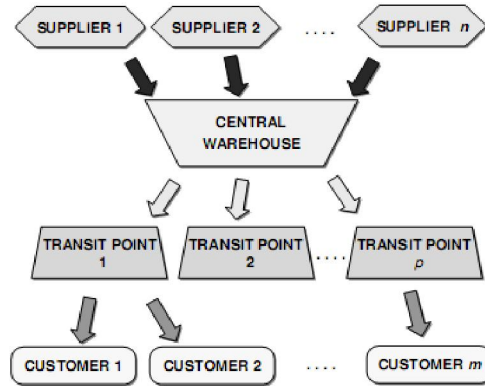 SUPPLIER 1
SUPPLIER 2
....
SUPPLIER n
CENTRAL
WAREHOUSE
TRANSIT POINT
1
TRANSIT POINT
2
....
TRANSIT POINT
p
CUSTOMER 1
CUSTOMER 2
....
CUSTOMER m